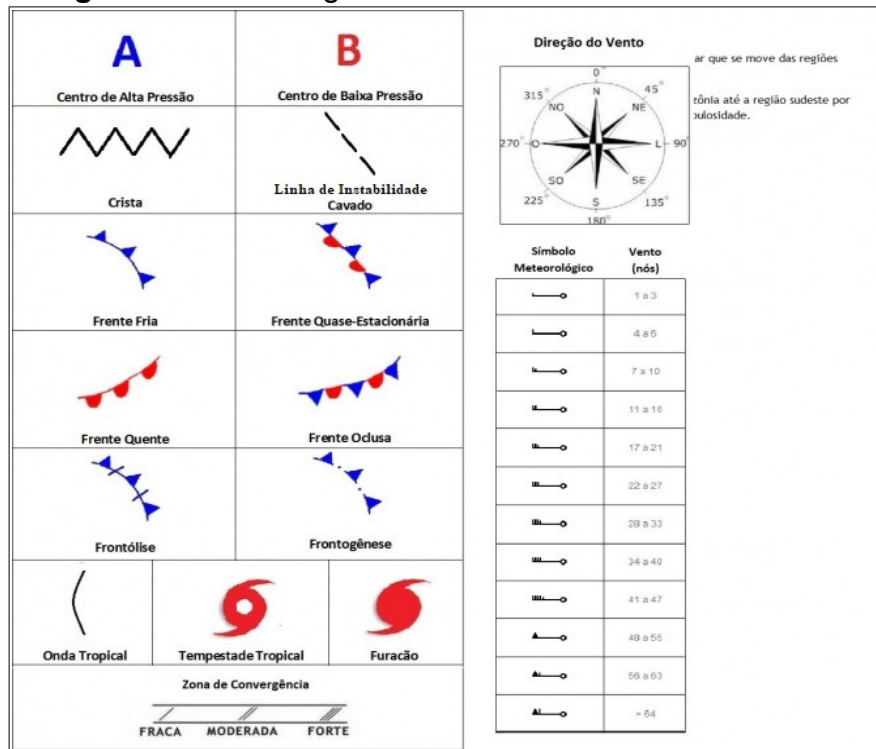 A
B
Centro de Alta Pressão
Centro de Baixa Pressão
Crista
Linha de Instabilidade
Cavado
Frente Fria
Frente Quase-Estacionária
Frente Quente
Frente Oclusa
Frontólise
Frontogênese
Onda Tropical
Tempestade Tropical
Furacão
Zona de Convergência
FRACA MODERADA FORTE
Direção do Vento
ar que se move das regiões
zônia até a região sudeste por
bulosidade.
0°
315° N 45°
NO NE
270° O L 90°
SO SE
225° S 135°
180°
Símbolo Meteorológico
Vento (nós)
1 a 3
4 a 6
7 a 10
11 a 16
17 a 21
22 a 27
28 a 33
34 a 40
41 a 47
48 a 55
56 a 63
> 64